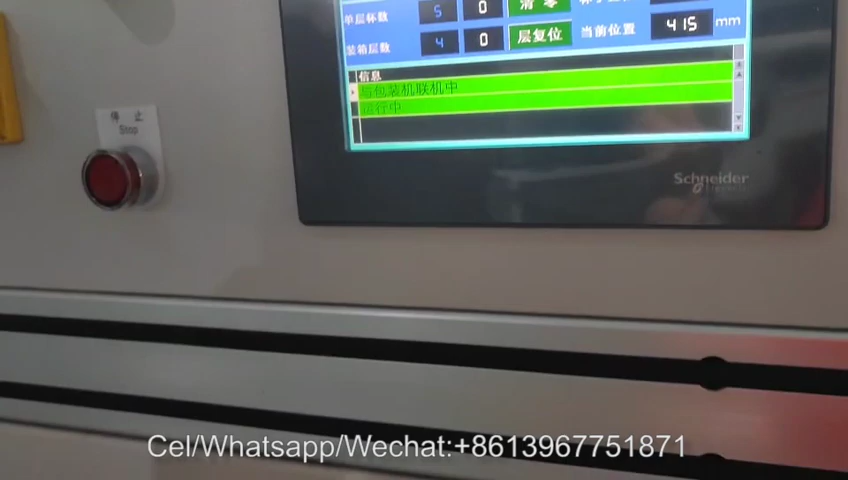 单层杯数 5 0 清 零
装箱层数 4 0 层复位 当前位置 415 mm
信息
与包装机联机中
运行中
停 止
Stop
Schneider
Cel/Whatsapp/Wechat:+8613967751871